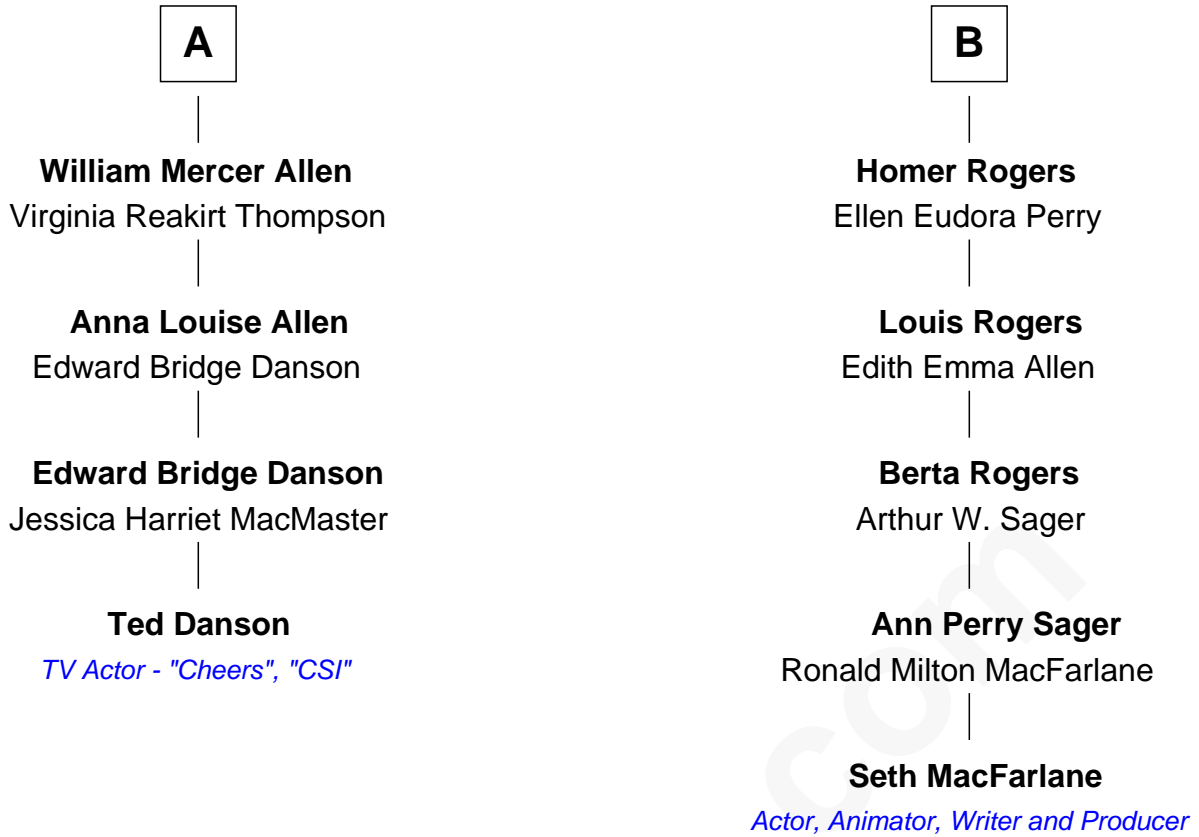 A
William Mercer Allen
Virginia Reakirt Thompson
Anna Louise Allen
Edward Bridge Danson
Edward Bridge Danson
Jessica Harriet MacMaster
Ted Danson
TV Actor - "Cheers", "CSI"
B
Homer Rogers
Ellen Eudora Perry
Louis Rogers
Edith Emma Allen
Berta Rogers
Arthur W. Sager
Ann Perry Sager
Ronald Milton MacFarlane
Seth MacFarlane
Actor, Animator, Writer and Producer
com